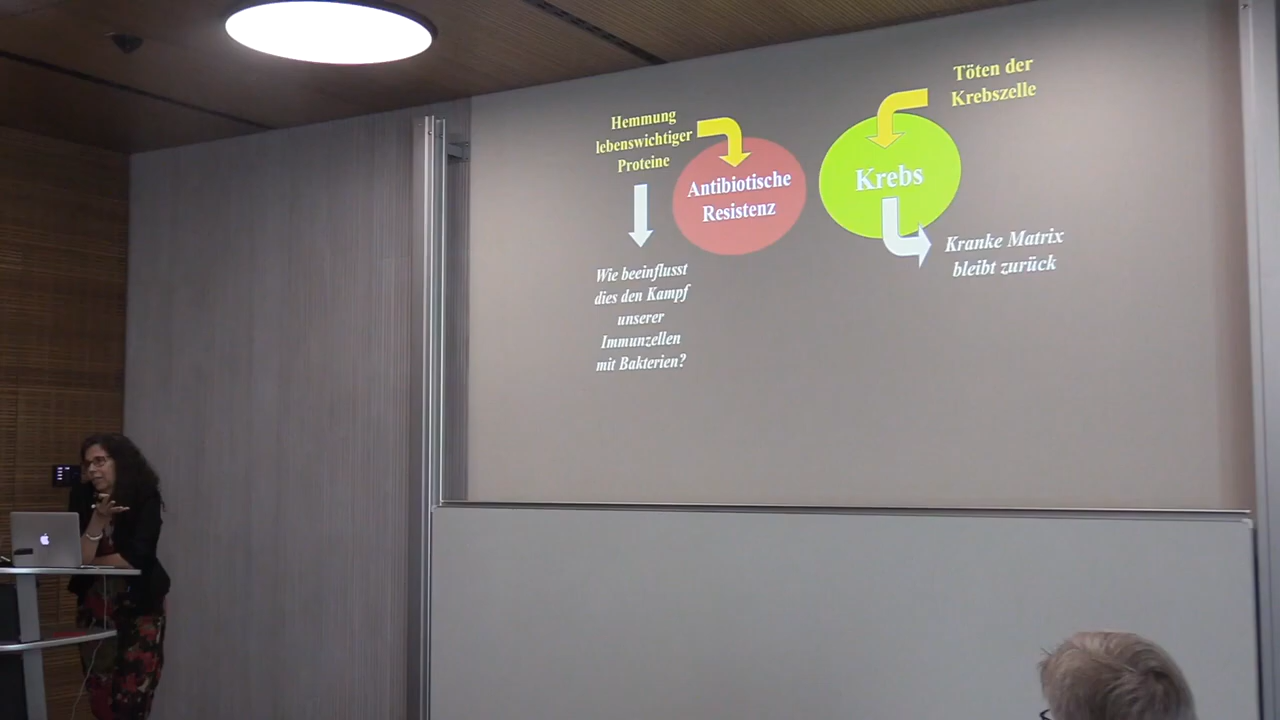 Hemmung
lebenswichtiger
Proteine
Antibiotische
Resistenz
Wie beeinflusst
dies den Kampf
unserer
Immunzellen
mit Bakterien?
Töten der
Krebszelle
Krebs
Kranke Matrix
bleibt zurück